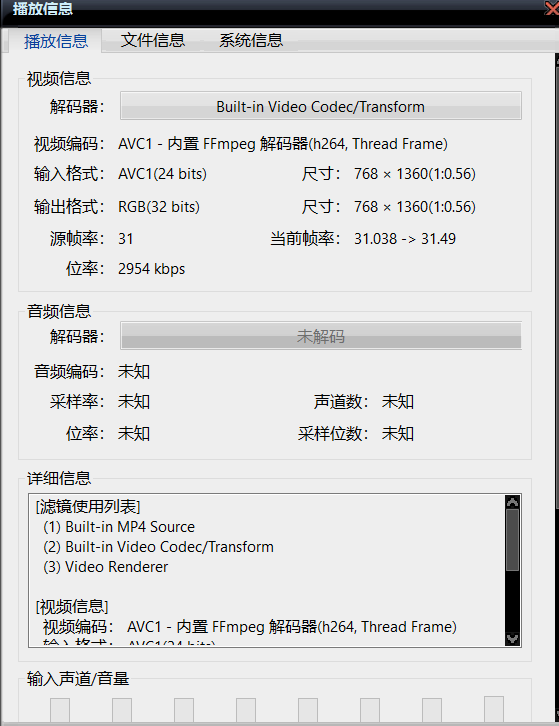 播放信息
播放信息 文件信息 系统信息
视频信息
解码器： Built-in Video Codec/Transform
视频编码： AVC1 - 内置 FFmpeg 解码器(h264, Thread Frame)
输入格式： AVC1(24 bits) 尺寸： 768 × 1360(1:0.56)
输出格式： RGB(32 bits) 尺寸： 768 × 1360(1:0.56)
源帧率： 31 当前帧率： 31.038 -> 31.49
位率： 2954 kbps
音频信息
解码器： 未解码
音频编码： 未知
采样率： 未知 声道数： 未知
位率： 未知 采样位数： 未知
详细信息
[滤镜使用列表]
(1) Built-in MP4 Source
(2) Built-in Video Codec/Transform
(3) Video Renderer
[视频信息]
视频编码： AVC1 - 内置 FFmpeg 解码器(h264, Thread Frame)
输入格式： AVC1(24 bits)
输入声道/音量